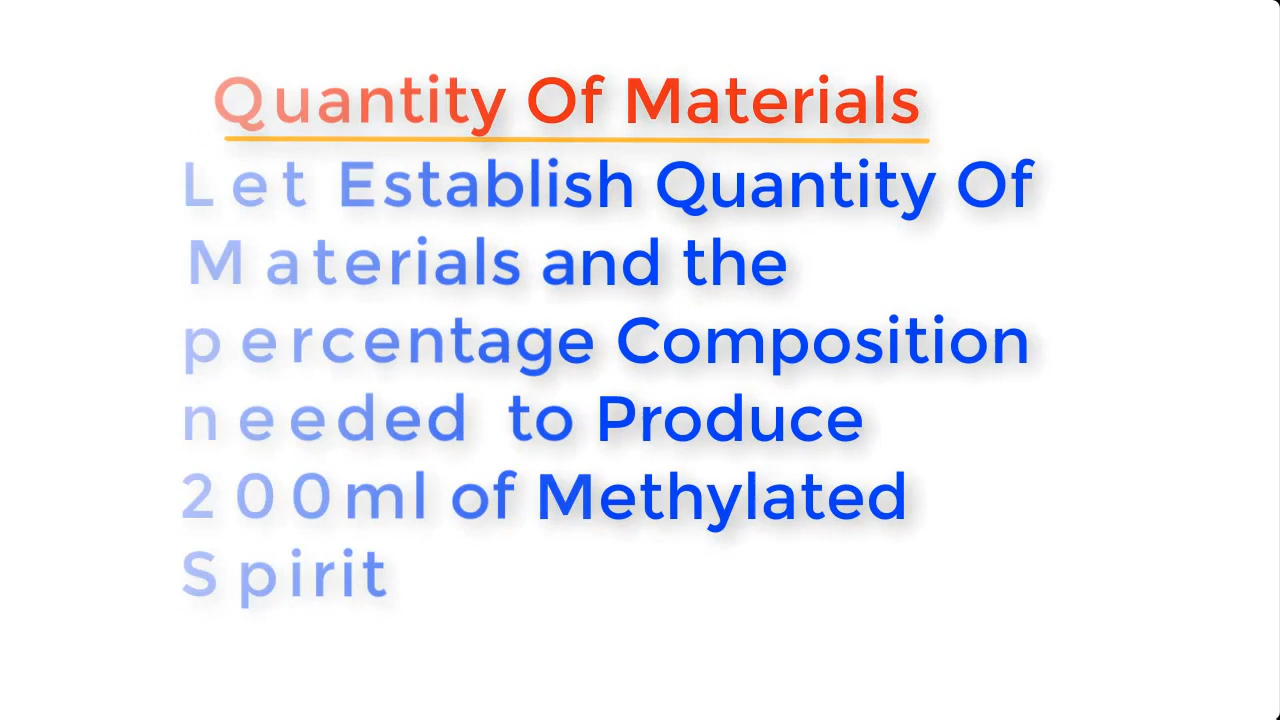 Quantity Of Materials
Let Establish Quantity Of
Materials and the
percentage Composition
needed to Produce
200ml of Methylated
Spirit